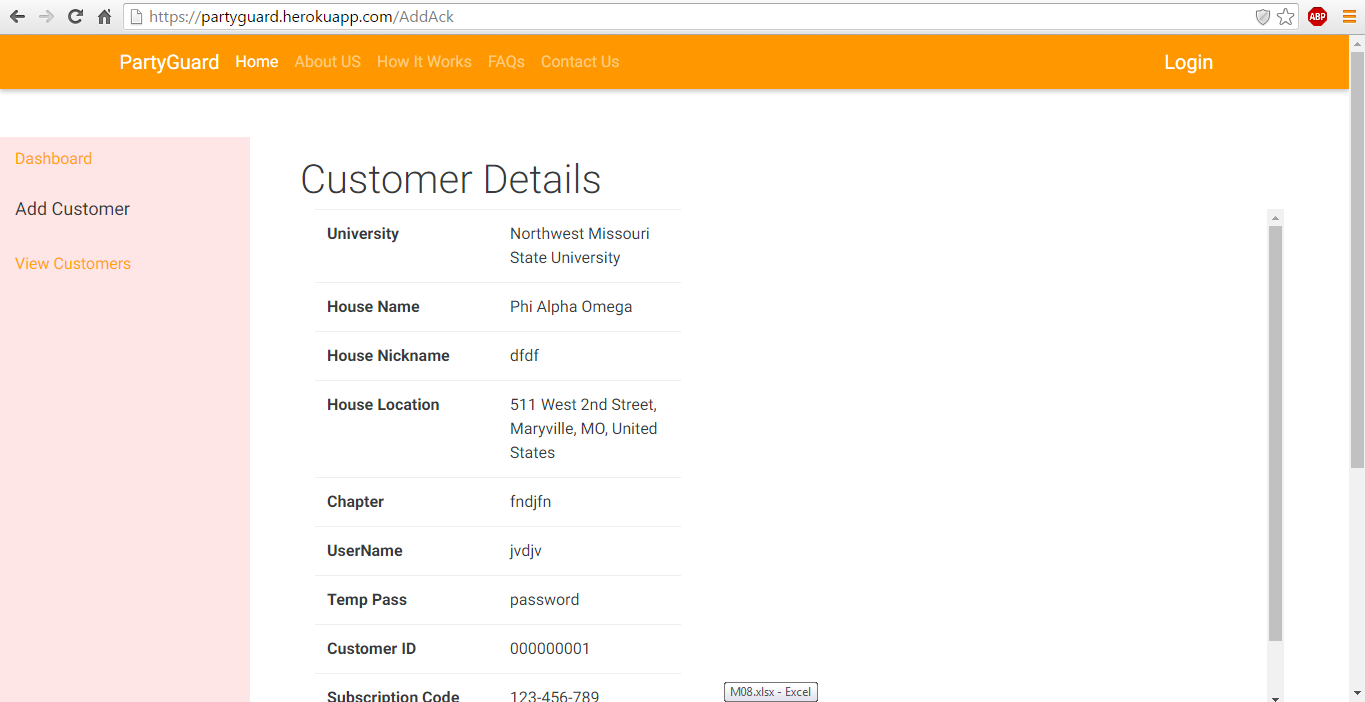 https://partyguard.herokuapp.com/AddAck
ABP
PartyGuard Home About US How It Works FAQs Contact Us Login
Dashboard
Add Customer
View Customers
Customer Details
University Northwest Missouri
State University
House Name Phi Alpha Omega
House Nickname dfdf
House Location 511 West 2nd Street,
Maryville, MO, United
States
Chapter fndjfn
UserName jvdjv
Temp Pass password
Customer ID 000000001
Subscription Code 123-456-789
M08.xlsx - Excel